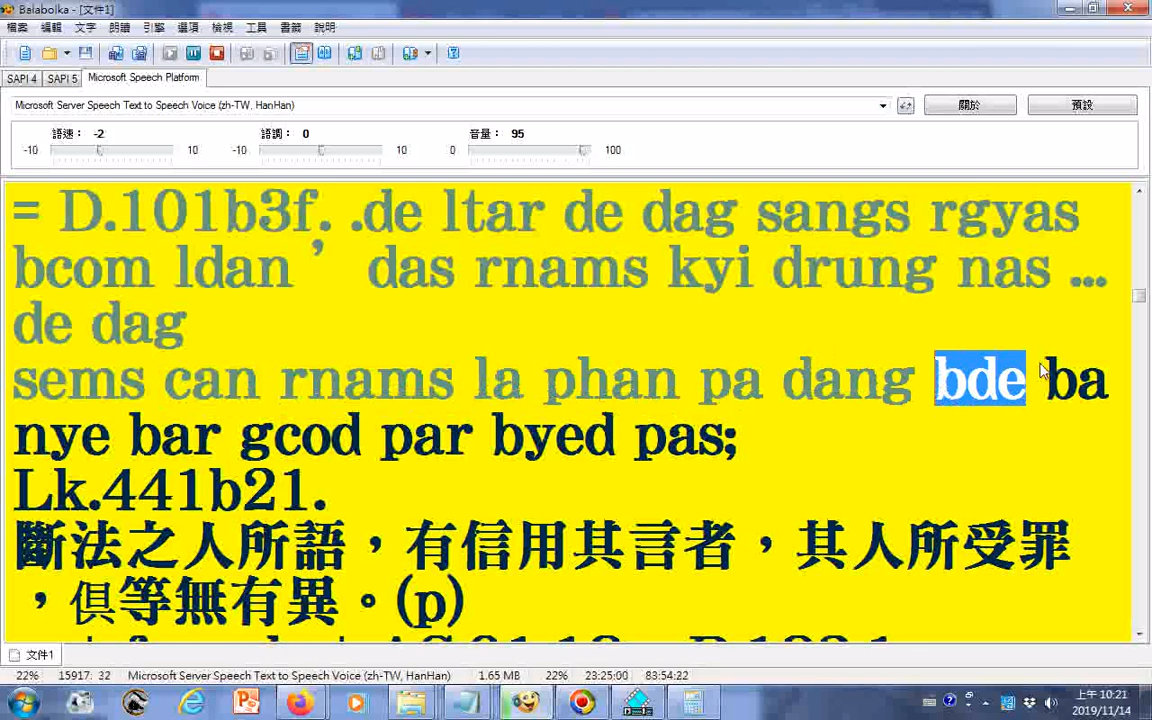 Balabolka - [文件1]
檔案 編輯 文字 朗讀 引擎 選項 檢視 工具 書籤 說明
SAPI 4 SAPI 5 Microsoft Speech Platform
Microsoft Server Speech Text to Speech Voice (zh-TW, HanHan) 關於 預設
語速： -2 語調： 0 音量： 95
-10 10 -10 10 0 100
= D.101b3f. .de ltar de dag sangs rgyas
bcom ldan ’ das rnams kyi drung nas ...
de dag
sems can rnams la phan pa dang bde ba
nye bar gcod par byed pas;
Lk.441b21.
斷法之人所語，有信用其言者，其人所受罪
，俱等無有異。(p)
文件1
22% 15917: 32 Microsoft Server Speech Text to Speech Voice (zh-TW, HanHan) 1.65 MB 22% 23:25:00 83:54:22
上午 10:21
2019/11/14